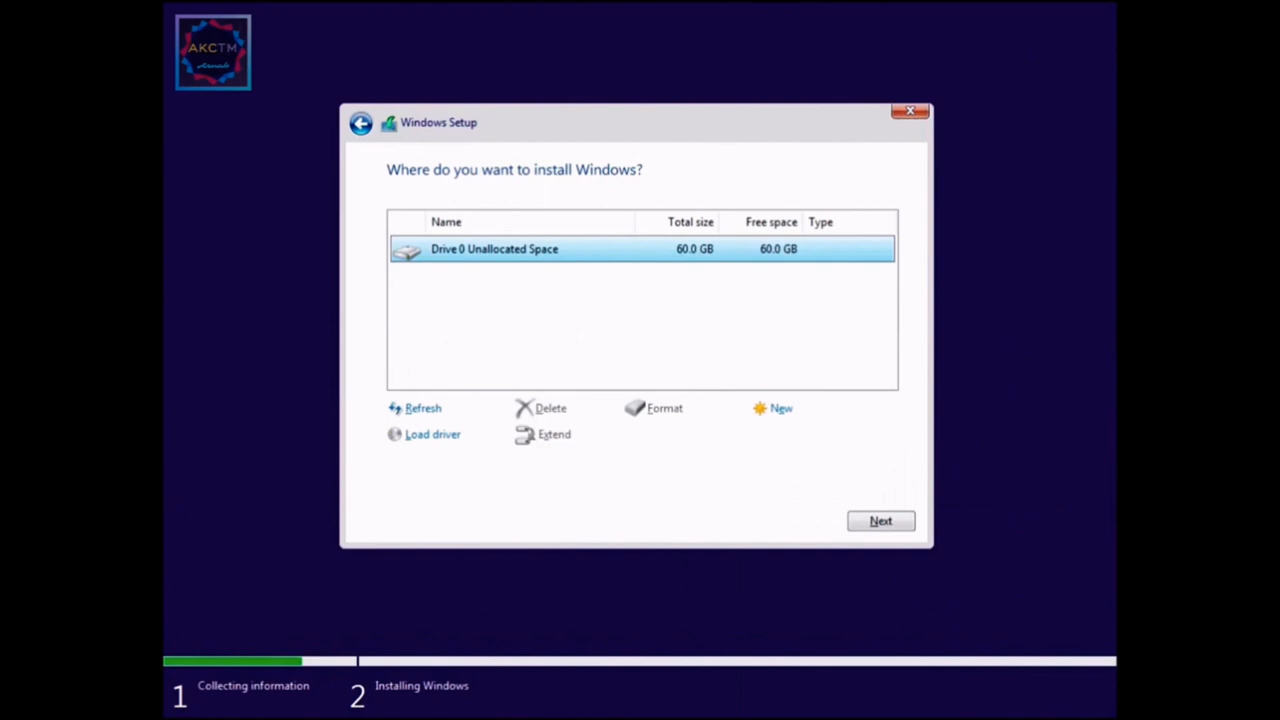 AKCTM
Windows Setup
Where do you want to install Windows?
Name Total size Free space Type
Drive 0 Unallocated Space 60.0 GB 60.0 GB
Refresh Delete Format New
Load driver Extend
Next
1 Collecting information 2 Installing Windows